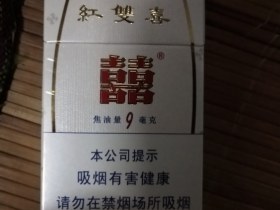 紅雙喜
囍®
焦油量9毫克
本公司提示
吸烟有害健康
请勿在禁烟场所吸烟